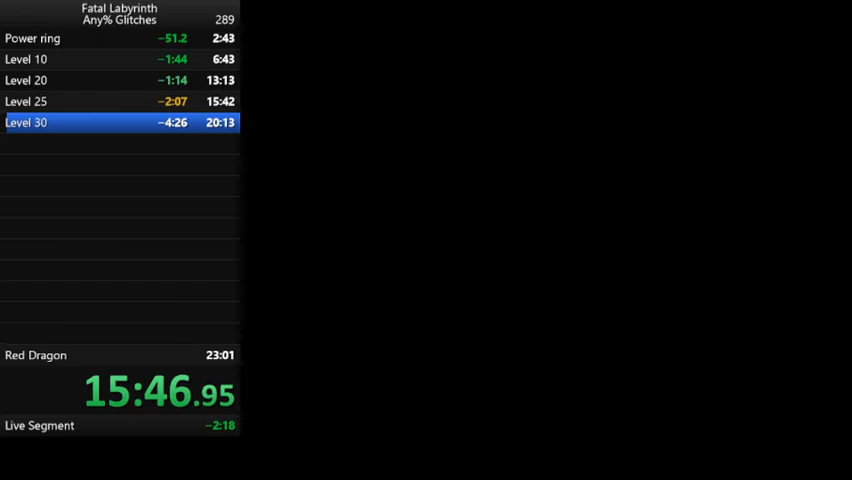 Fatal Labyrinth
Any% Glitches 289
Power ring −51.2 2:43
Level 10 −1:44 6:43
Level 20 −1:14 13:13
Level 25 −2:07 15:42
Level 30 −4:26 20:13
Red Dragon 23:01
15:46.95
Live Segment −2:18